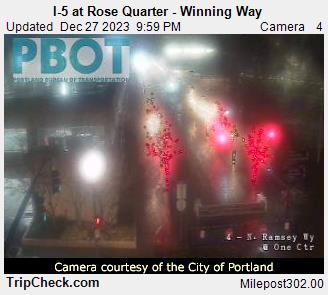 I-5 at Rose Quarter - Winning Way
Updated Dec 27 2023 9:59 PM Camera 4
PBOT
PORTLAND BUREAU OF TRANSPORTATION
4 - N. Ramsey Wy
@ One Ctr
Camera courtesy of the City of Portland
TripCheck.com Milepost302.00